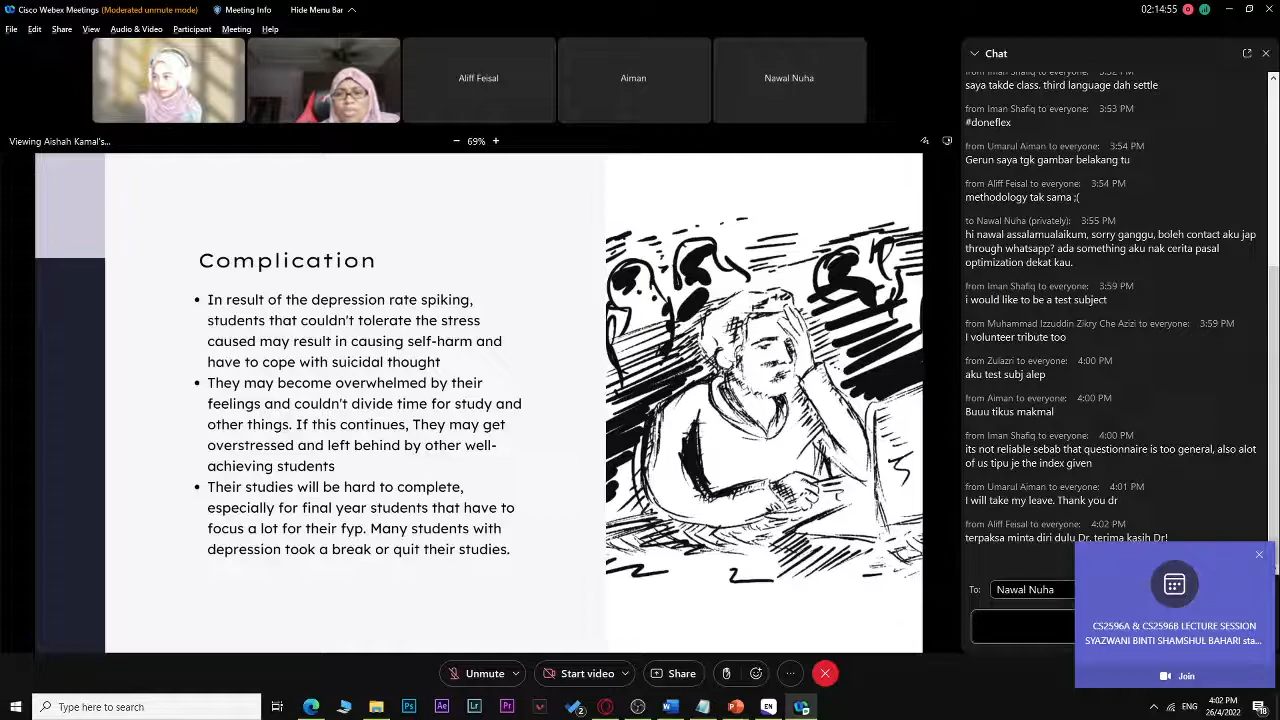 Cisco Webex Meetings (Moderated unmute mode)
Meeting Info
Hide Menu Bar
02:14:55
File Edit Share View Audio & Video Participant Meeting Help
Aliff Feisal
Aiman
Nawal Nuha
Viewing Aishah Kamal's...
69%
Complication
In result of the depression rate spiking,
students that couldn't tolerate the stress
caused may result in causing self-harm and
have to cope with suicidal thought
They may become overwhelmed by their
feelings and couldn't divide time for study and
other things. If this continues, They may get
overstressed and left behind by other well-
achieving students
Their studies will be hard to complete,
especially for final year students that have to
focus a lot for their fyp. Many students with
depression took a break or quit their studies.
Chat
from Iman Shafiq to everyone: 3:52 PM
saya takde class. third language dah settle
from Iman Shafiq to everyone: 3:53 PM
#doneflex
from Umarul Aiman to everyone: 3:54 PM
Gerun saya tgk gambar belakang tu
from Aliff Feisal to everyone: 3:54 PM
methodology tak sama ;(
to Nawal Nuha (privately): 3:55 PM
hi nawal assalamualaikum, sorry ganggu, boleh contact aku jap
through whatsapp? ada something aku nak cerita pasal
optimization dekat kau.
from Iman Shafiq to everyone: 3:59 PM
i would like to be a test subject
from Muhammad Izzuddin Zikry Che Azizi to everyone: 3:59 PM
I volunteer tribute too
from Zulazri to everyone: 4:00 PM
aku test subj alep
from Aiman to everyone: 4:00 PM
Buuu tikus makmal
from Iman Shafiq to everyone: 4:00 PM
its not reliable sebab that questionnaire is too general, also alot
of us tipu je the index given
from Umarul Aiman to everyone: 4:01 PM
I will take my leave. Thank you dr
from Aliff Feisal to everyone: 4:02 PM
terpaksa minta diri dulu Dr, terima kasih Dr!
To: Nawal Nuha
CS2596A & CS2596B LECTURE SESSION
SYAZWANI BINTI SHAMSHUL BAHARI sta...
Join
Unmute
Start video
Share
Type here to search
Ps
Ae
Lr
Pr
2
EN
ENG
4:02 PM
26/4/2022
18